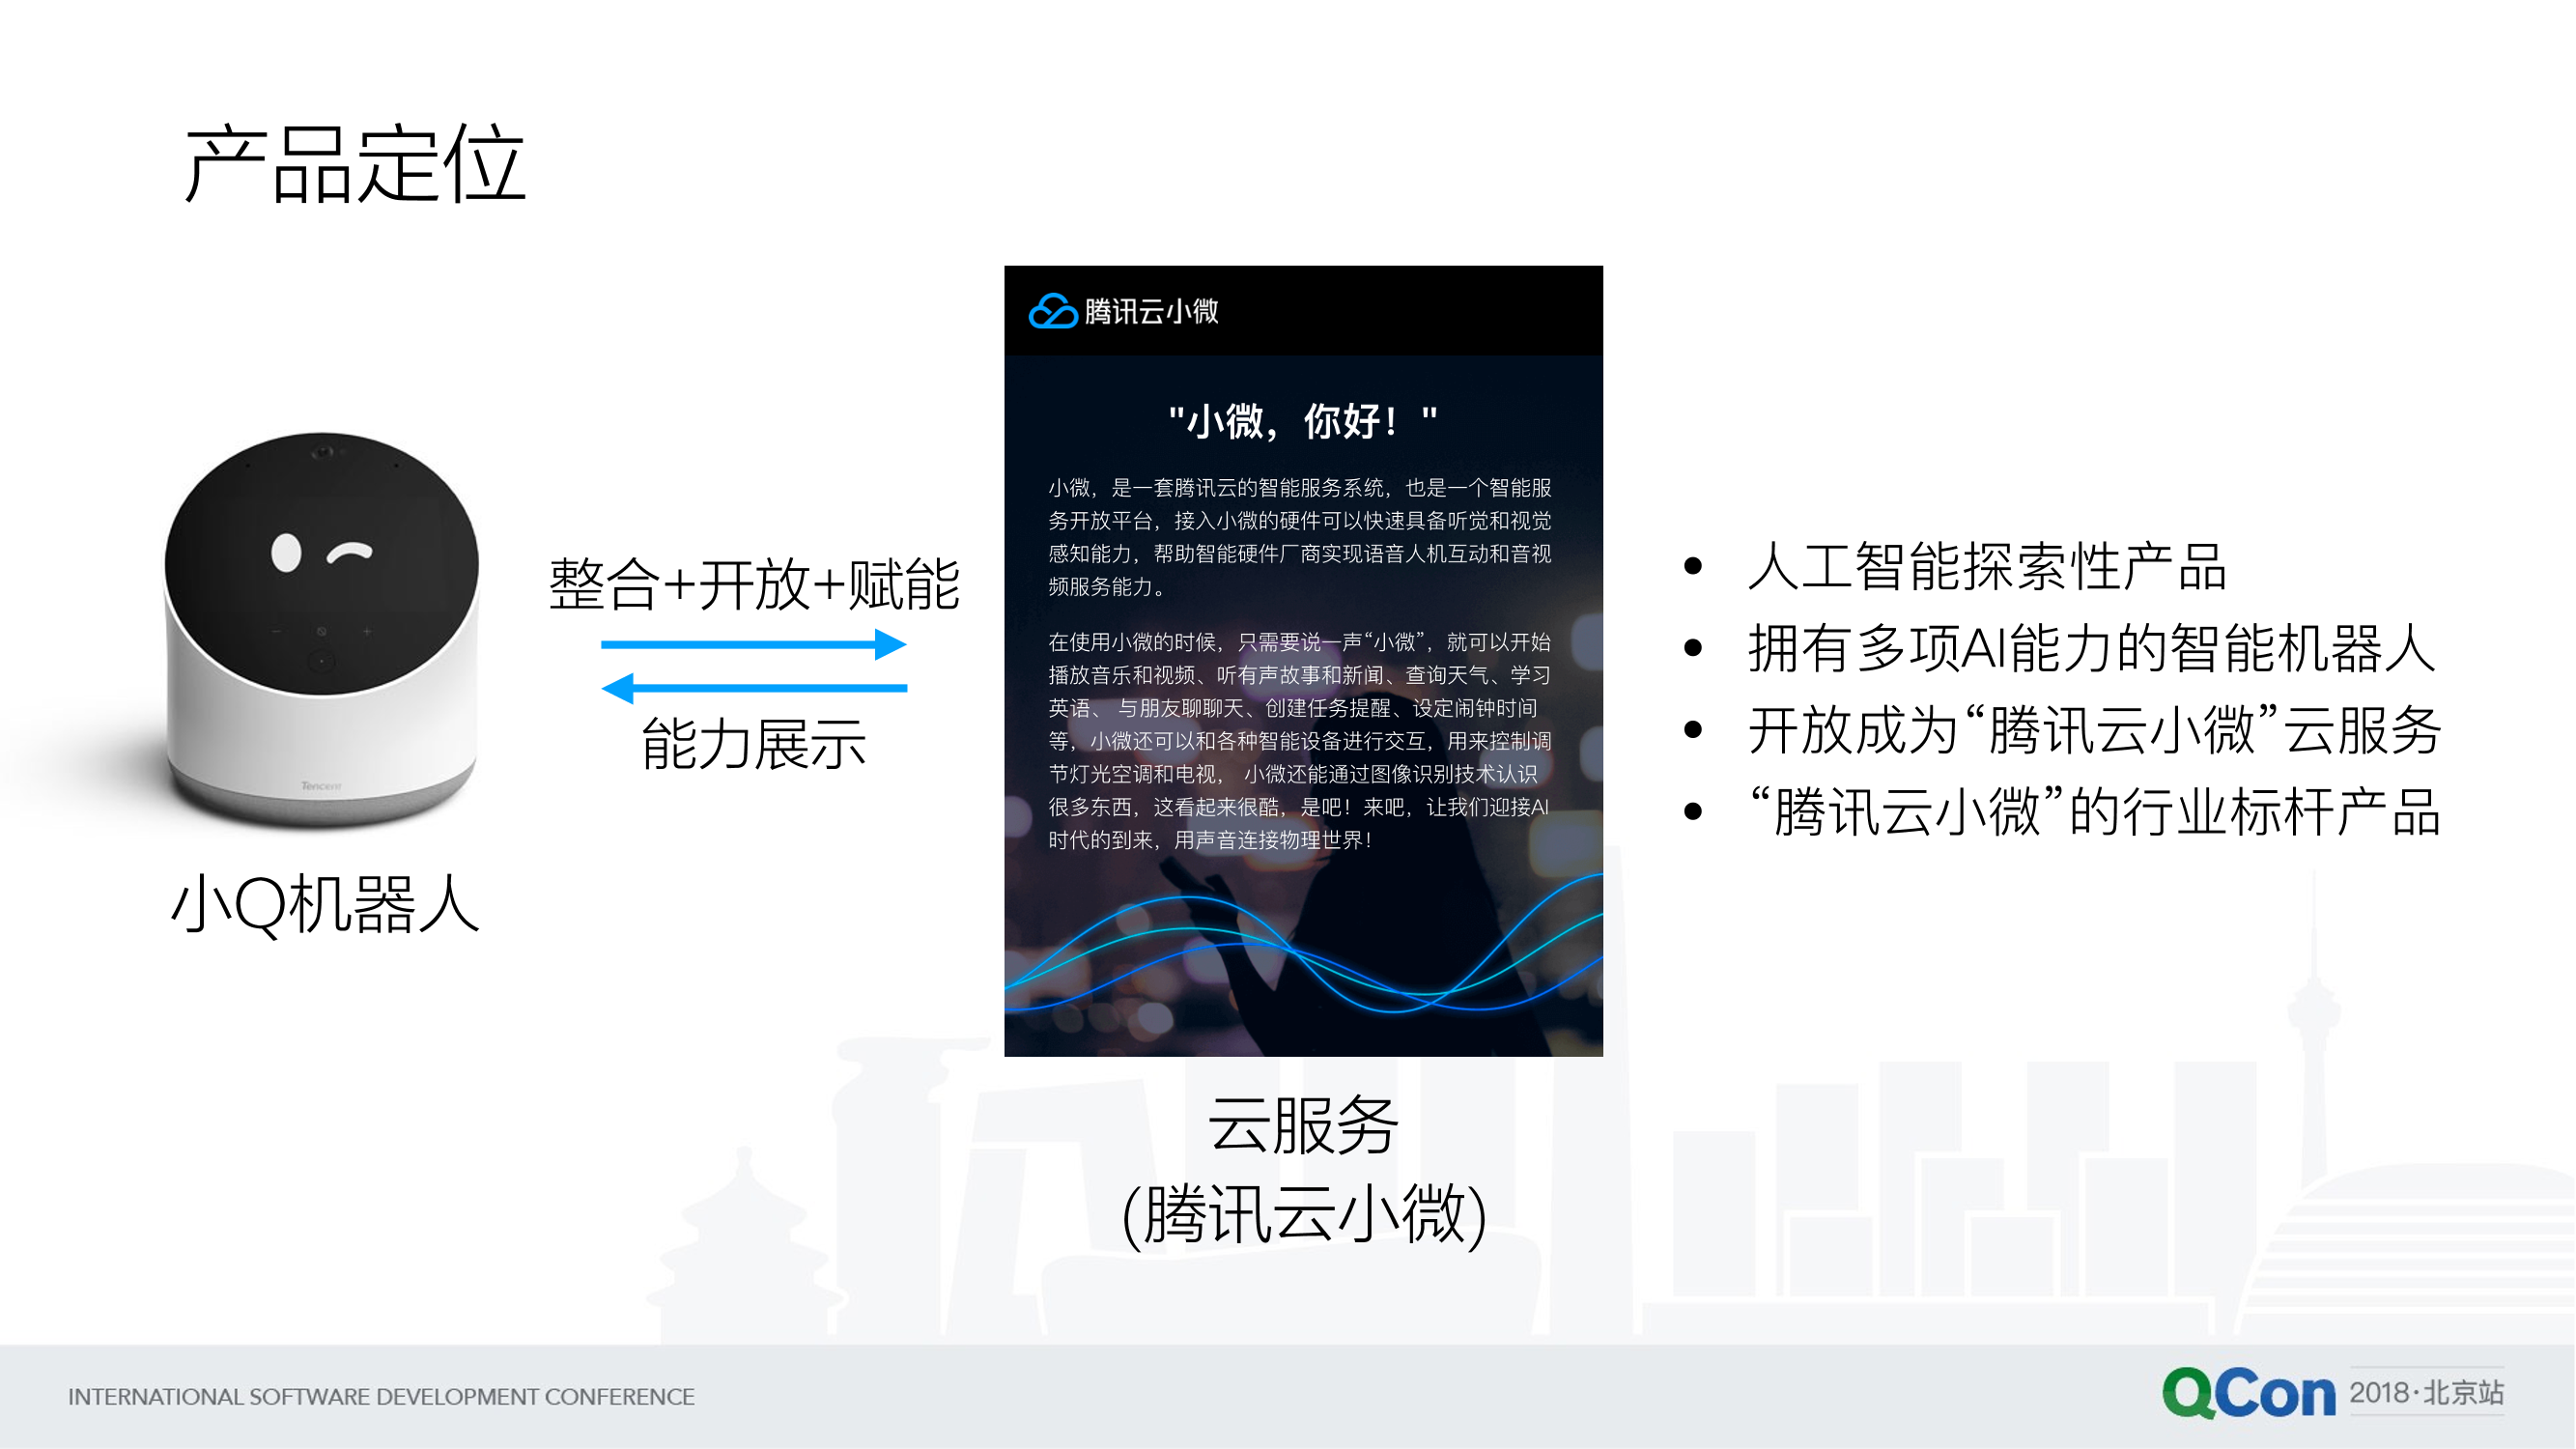 产品定位
腾讯云小微
"小微，你好！"
小微，是一套腾讯云的智能服务系统，也是一个智能服
务开放平台，接入小微的硬件可以快速具备听觉和视觉
感知能力，帮助智能硬件厂商实现语音人机互动和音视
频服务能力。
在使用小微的时候，只需要说一声“小微”，就可以开始
播放音乐和视频、听有声故事和新闻、查询天气、学习
英语、 与朋友聊聊天、创建任务提醒、设定闹钟时间
等，小微还可以和各种智能设备进行交互，用来控制调
节灯光空调和电视， 小微还能通过图像识别技术认识
很多东西，这看起来很酷，是吧！来吧，让我们迎接AI
时代的到来，用声音连接物理世界！
整合+开放+赋能
能力展示
Tencent
小Q机器人
云服务
(腾讯云小微)
• 人工智能探索性产品
• 拥有多项AI能力的智能机器人
• 开放成为“腾讯云小微”云服务
• “腾讯云小微”的行业标杆产品
INTERNATIONAL SOFTWARE DEVELOPMENT CONFERENCE
QCon 2018·北京站